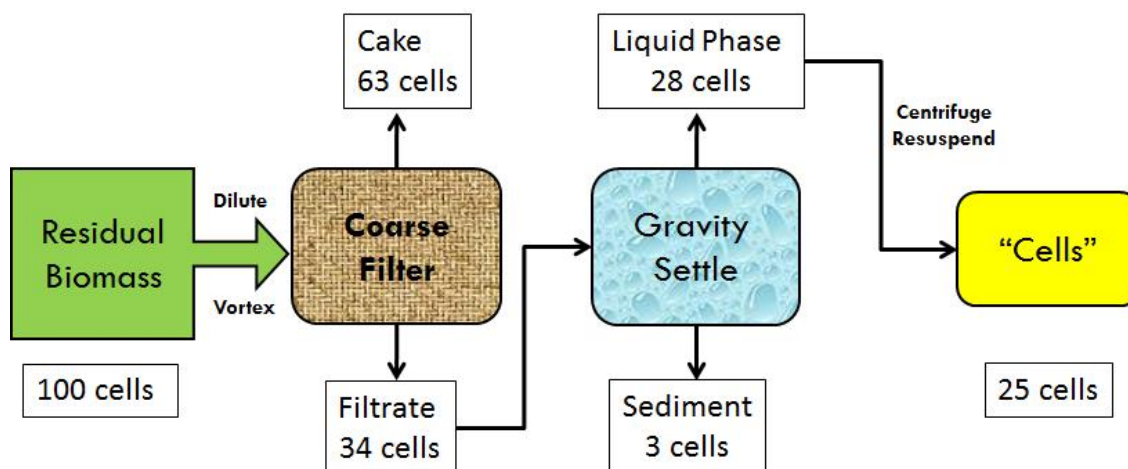 Cake
63 cells
Liquid Phase
28 cells
Centrifuge
Resuspend
Residual
Biomass
Dilute
Vortex
Coarse
Filter
Gravity
Settle
“Cells”
100 cells
Filtrate
34 cells
Sediment
3 cells
25 cells